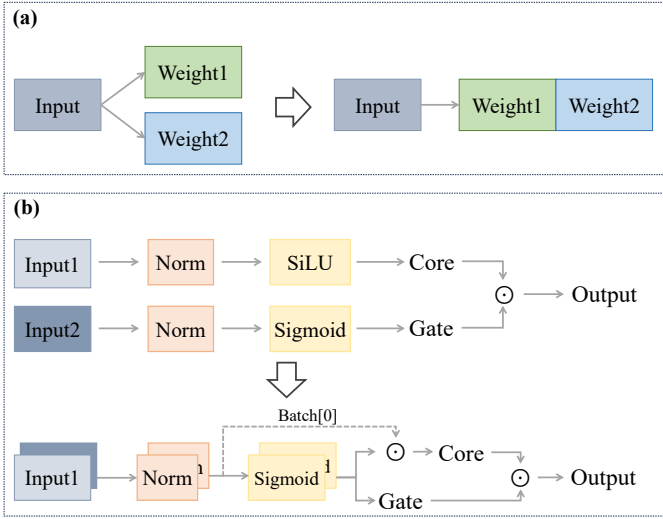 (a)
Input
Weight1
Weight2
Input
Weight1 Weight2
(b)
Input1 Norm SiLU Core
Input2 Norm Sigmoid Gate
Output
Batch[0]
Input1 Norm m Sigmoid d
Core
Gate
Output